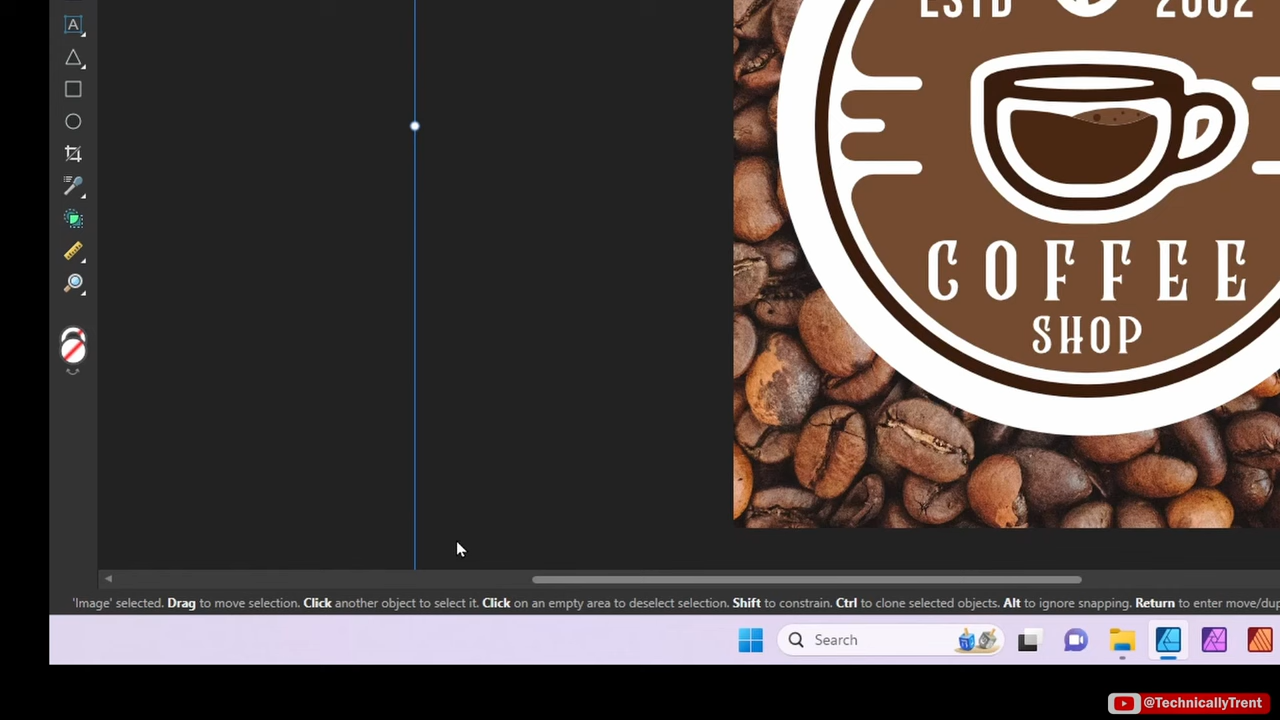 A
ESTD 2002
COFFEE
SHOP
'Image' selected. Drag to move selection. Click another object to select it. Click on an empty area to deselect selection. Shift to constrain. Ctrl to clone selected objects. Alt to ignore snapping. Return to enter move/dup
Search
@TechnicallyTrent